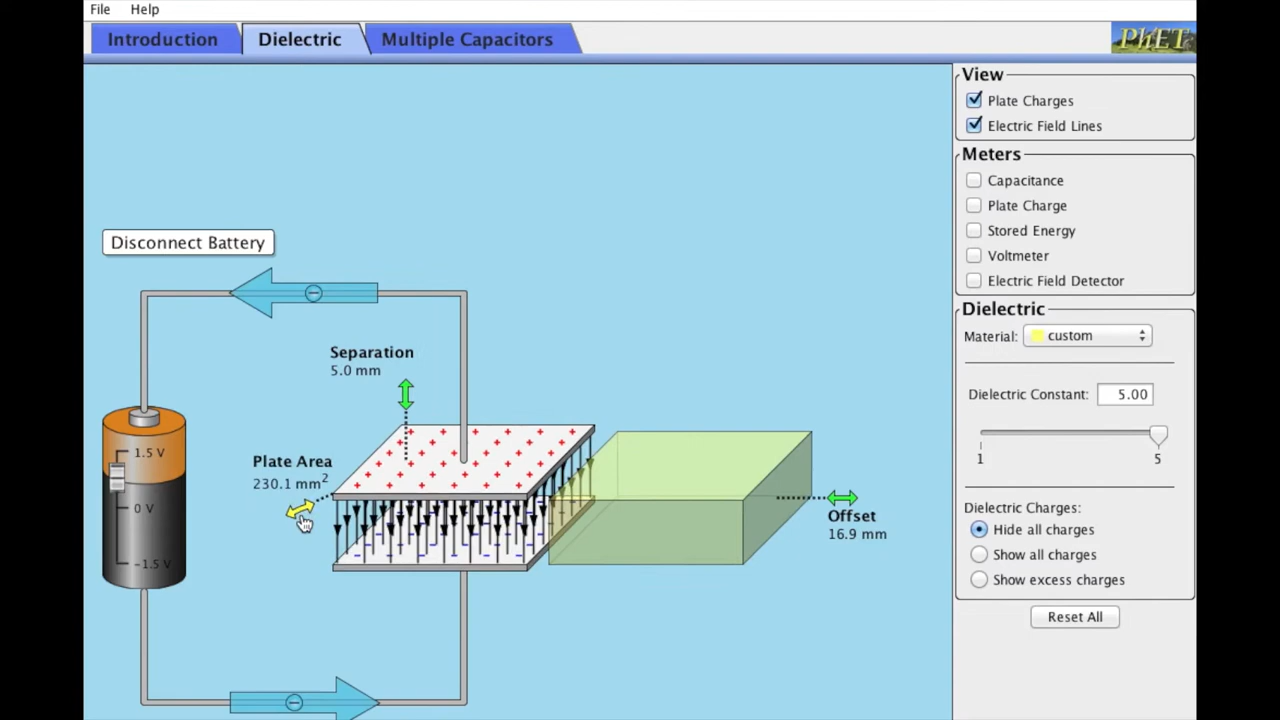 File Help
Introduction Dielectric Multiple Capacitors
PhET
View
Plate Charges
Electric Field Lines
Meters
Capacitance
Plate Charge
Stored Energy
Voltmeter
Electric Field Detector
Dielectric
Material: custom
Dielectric Constant: 5.00
1 5
Dielectric Charges:
Hide all charges
Show all charges
Show excess charges
Reset All
Disconnect Battery
Separation
5.0 mm
Plate Area
230.1 mm²
1.5 V
0 V
-1.5 V
Offset
16.9 mm